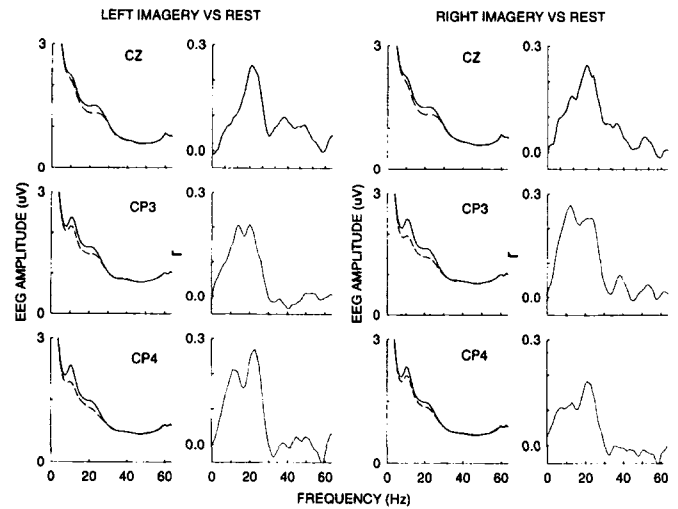 LEFT IMAGERY VS REST
RIGHT IMAGERY VS REST
3
CZ
0
0.3
0.0
3
CZ
0
0.3
0.0
EEG AMPLITUDE (uV)
3
CP3
0
r
0.3
0.0
EEG AMPLITUDE (uV)
3
CP3
0
r
0.3
0.0
3
CP4
0
0.3
0.0
3
CP4
0
0.3
0.0
0 20 40 60
0 20 40 60
0 20 40 60
0 20 40 60
FREQUENCY (Hz)